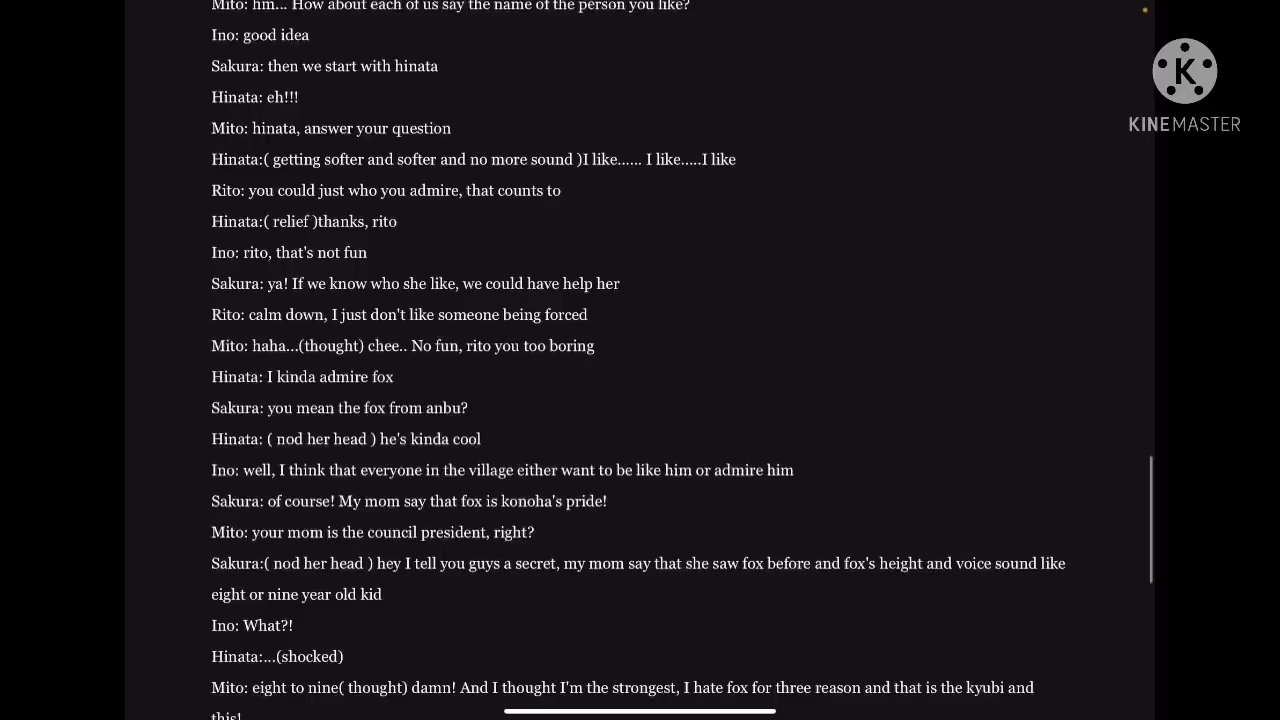 Mito: hm... How about each of us say the name of the person you like?
Ino: good idea
Sakura: then we start with hinata
Hinata: eh!!!
Mito: hinata, answer your question
Hinata:( getting softer and softer and no more sound )I like...... I like.....I like
Rito: you could just who you admire, that counts to
Hinata:( relief )thanks, rito
Ino: rito, that's not fun
Sakura: ya! If we know who she like, we could have help her
Rito: calm down, I just don't like someone being forced
Mito: haha...(thought) chee.. No fun, rito you too boring
Hinata: I kinda admire fox
Sakura: you mean the fox from anbu?
Hinata: ( nod her head ) he's kinda cool
Ino: well, I think that everyone in the village either want to be like him or admire him
Sakura: of course! My mom say that fox is konoha's pride!
Mito: your mom is the council president, right?
Sakura:( nod her head ) hey I tell you guys a secret, my mom say that she saw fox before and fox's height and voice sound like
eight or nine year old kid
Ino: What?!
Hinata:...(shocked)
Mito: eight to nine( thought) damn! And I thought I'm the strongest, I hate fox for three reason and that is the kyubi and
this!
K
KINEMASTER